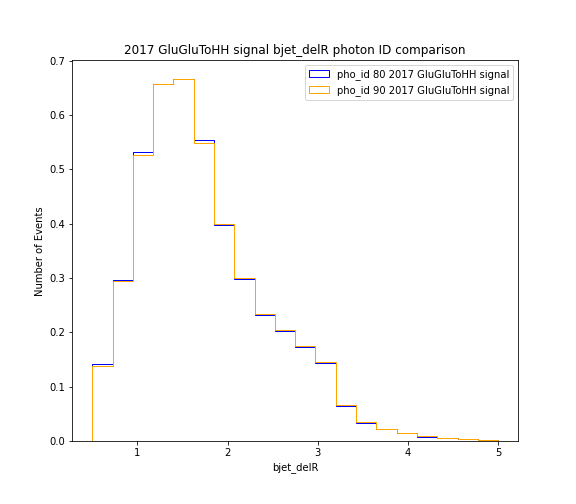 2017 GluGluToHH signal bjet_delR photon ID comparison
pho_id 80 2017 GluGluToHH signal
pho_id 90 2017 GluGluToHH signal
Number of Events
0.7
0.6
0.5
0.4
0.3
0.2
0.1
0.0
1 2 3 4 5
bjet_delR